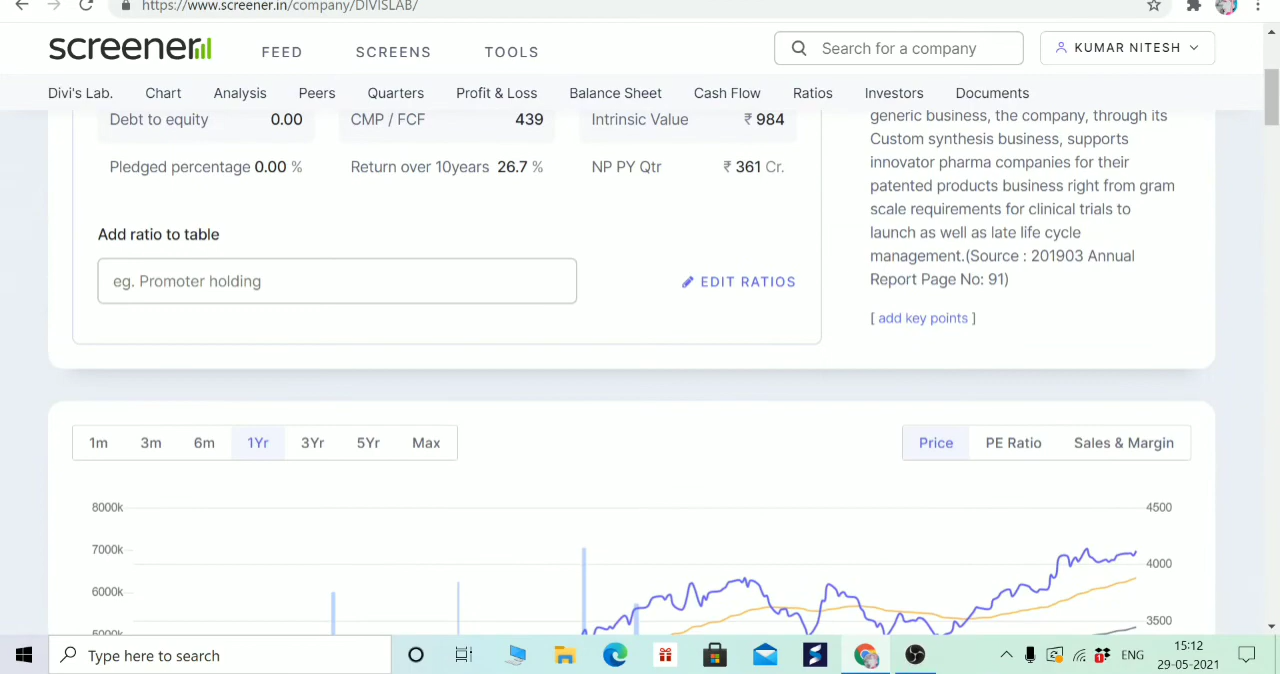 https://www.screener.in/company/DIVISLAB/
screener
FEED
SCREENS
TOOLS
Search for a company
KUMAR NITESH
Divi's Lab.
Chart
Analysis
Peers
Quarters
Profit & Loss
Balance Sheet
Cash Flow
Ratios
Investors
Documents
Debt to equity 0.00
CMP / FCF 439
Intrinsic Value ₹ 984
Pledged percentage 0.00 %
Return over 10years 26.7 %
NP PY Qtr ₹ 361 Cr.
generic business, the company, through its
Custom synthesis business, supports
innovator pharma companies for their
patented products business right from gram
scale requirements for clinical trials to
launch as well as late life cycle
management.(Source : 201903 Annual
Report Page No: 91)
[ add key points ]
Add ratio to table
eg. Promoter holding
EDIT RATIOS
1m 3m 6m 1Yr 3Yr 5Yr Max
Price PE Ratio Sales & Margin
8000k
7000k
6000k
5000k
4500
4000
3500
Type here to search
ENG
15:12
29-05-2021